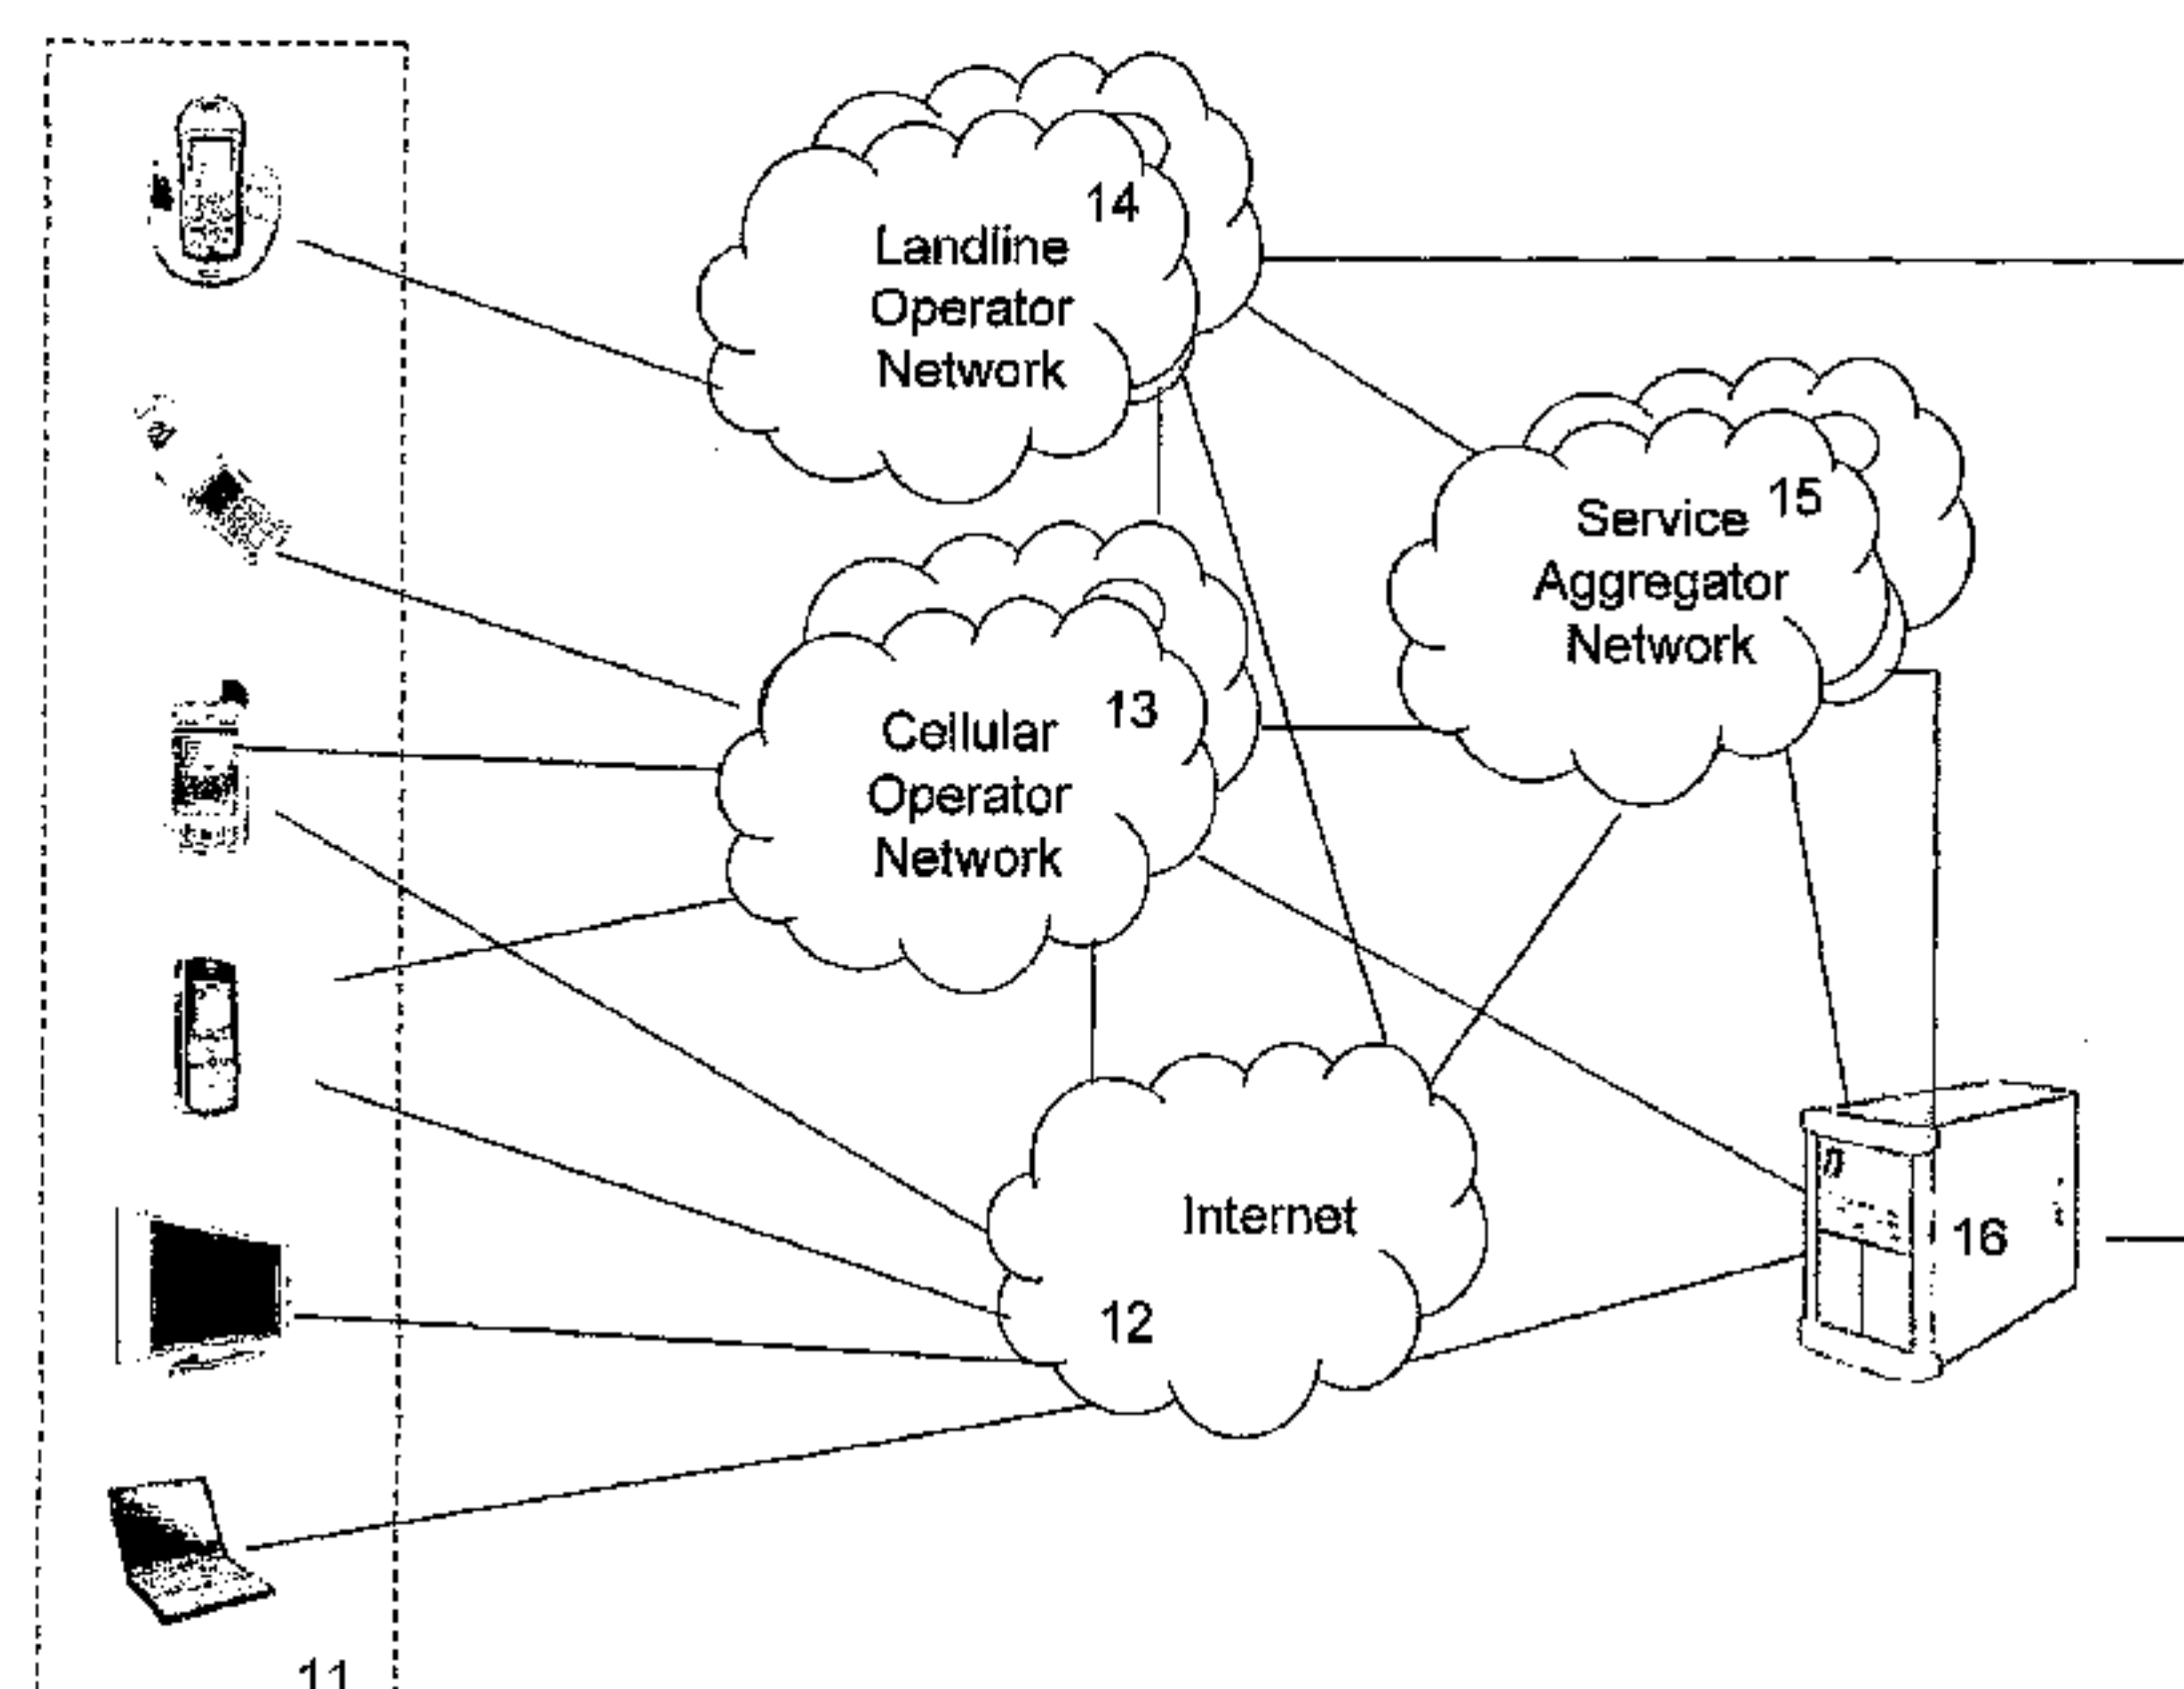 14
Landline
Operator
Network
15
Service
Aggregator
Network
13
Cellular
Operator
Network
Internet
12
16
11